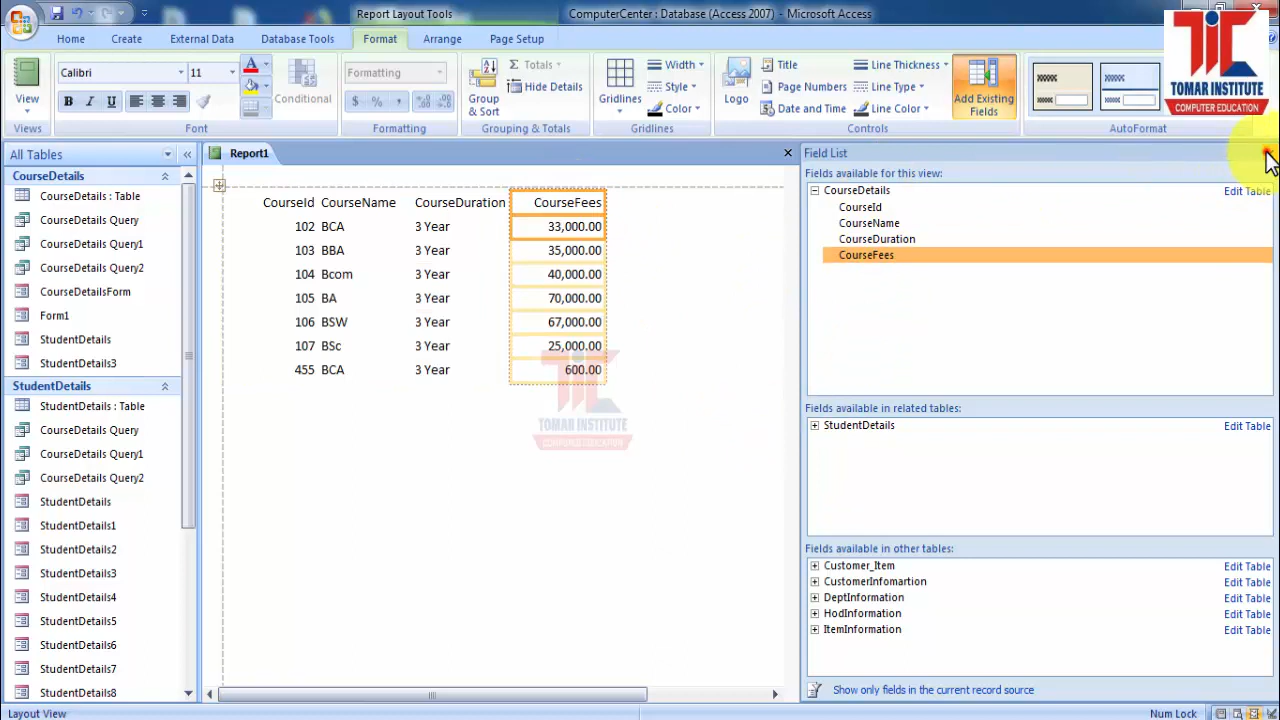 Report Layout Tools
ComputerCenter : Database (Access 2007) - Microsoft Access
Home Create External Data Database Tools Format Arrange Page Setup
View
Views
Calibri 11
B I U
Font
Conditional
Formatting
$ % ,
Formatting
Group & Sort
Σ Totals
Hide Details
Grouping & Totals
Gridlines
Width
Style
Color
Gridlines
Logo
Title
Page Numbers
Date and Time
Line Thickness
Line Type
Line Color
Add Existing Fields
Controls
AutoFormat
TIC
TOMAR INSTITUTE
COMPUTER EDUCATION
All Tables
CourseDetails
CourseDetails : Table
CourseDetails Query
CourseDetails Query1
CourseDetails Query2
CourseDetailsForm
Form1
StudentDetails
StudentDetails3
StudentDetails
StudentDetails : Table
CourseDetails Query
CourseDetails Query1
CourseDetails Query2
StudentDetails
StudentDetails1
StudentDetails2
StudentDetails3
StudentDetails4
StudentDetails5
StudentDetails6
StudentDetails7
StudentDetails8
Report1
CourseId CourseName CourseDuration CourseFees
102 BCA 3 Year 33,000.00
103 BBA 3 Year 35,000.00
104 Bcom 3 Year 40,000.00
105 BA 3 Year 70,000.00
106 BSW 3 Year 67,000.00
107 BSc 3 Year 25,000.00
455 BCA 3 Year 600.00
TOMAR INSTITUTE
COMPUTER EDUCATION
Field List
Fields available for this view:
CourseDetails Edit Table
CourseId
CourseName
CourseDuration
CourseFees
Fields available in related tables:
StudentDetails Edit Table
Fields available in other tables:
Customer_Item Edit Table
CustomerInfomartion Edit Table
DeptInformation Edit Table
HodInformation Edit Table
ItemInformation Edit Table
Show only fields in the current record source
Layout View
Num Lock